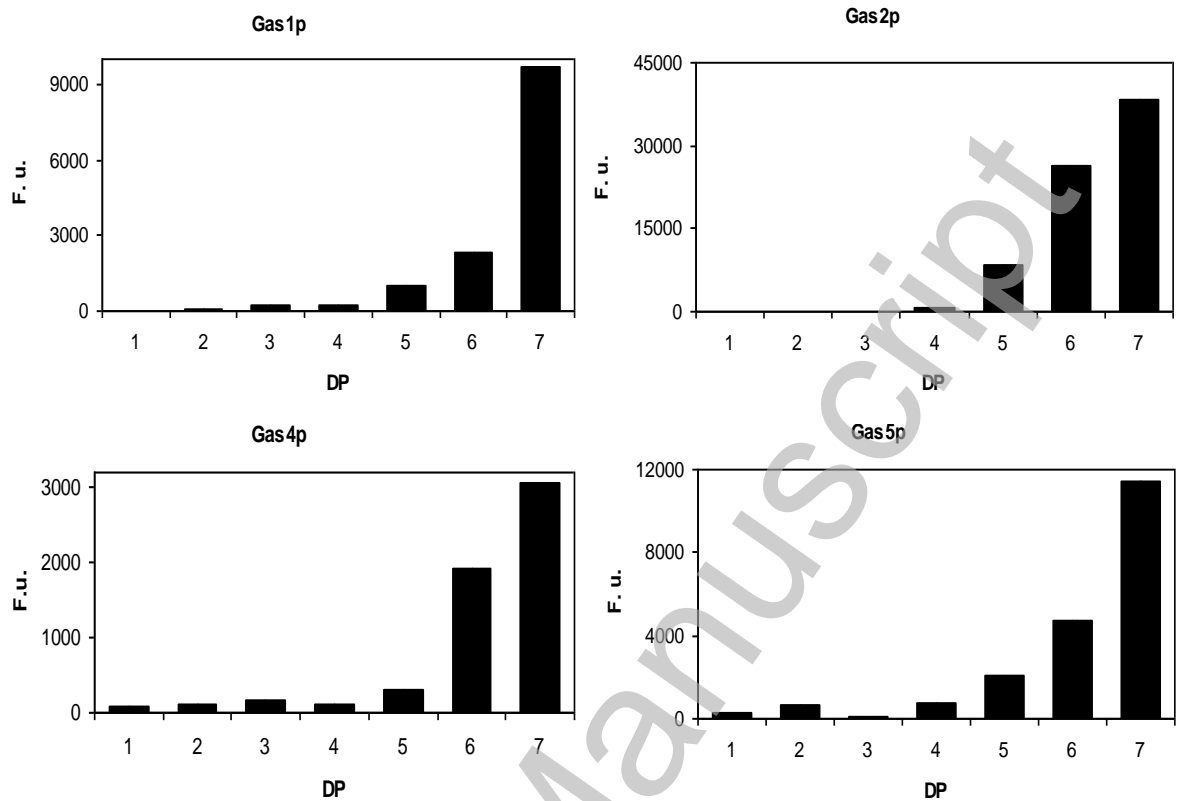 Gas1p
9000
6000
3000
0
F. u.
1 2 3 4 5 6 7
DP
Gas2p
45000
30000
15000
0
F. u.
1 2 3 4 5 6 7
DP
Gas4p
3000
2000
1000
0
F.u.
1 2 3 4 5 6 7
DP
Gas5p
12000
8000
4000
0
F. u.
1 2 3 4 5 6 7
DP
Manuscript